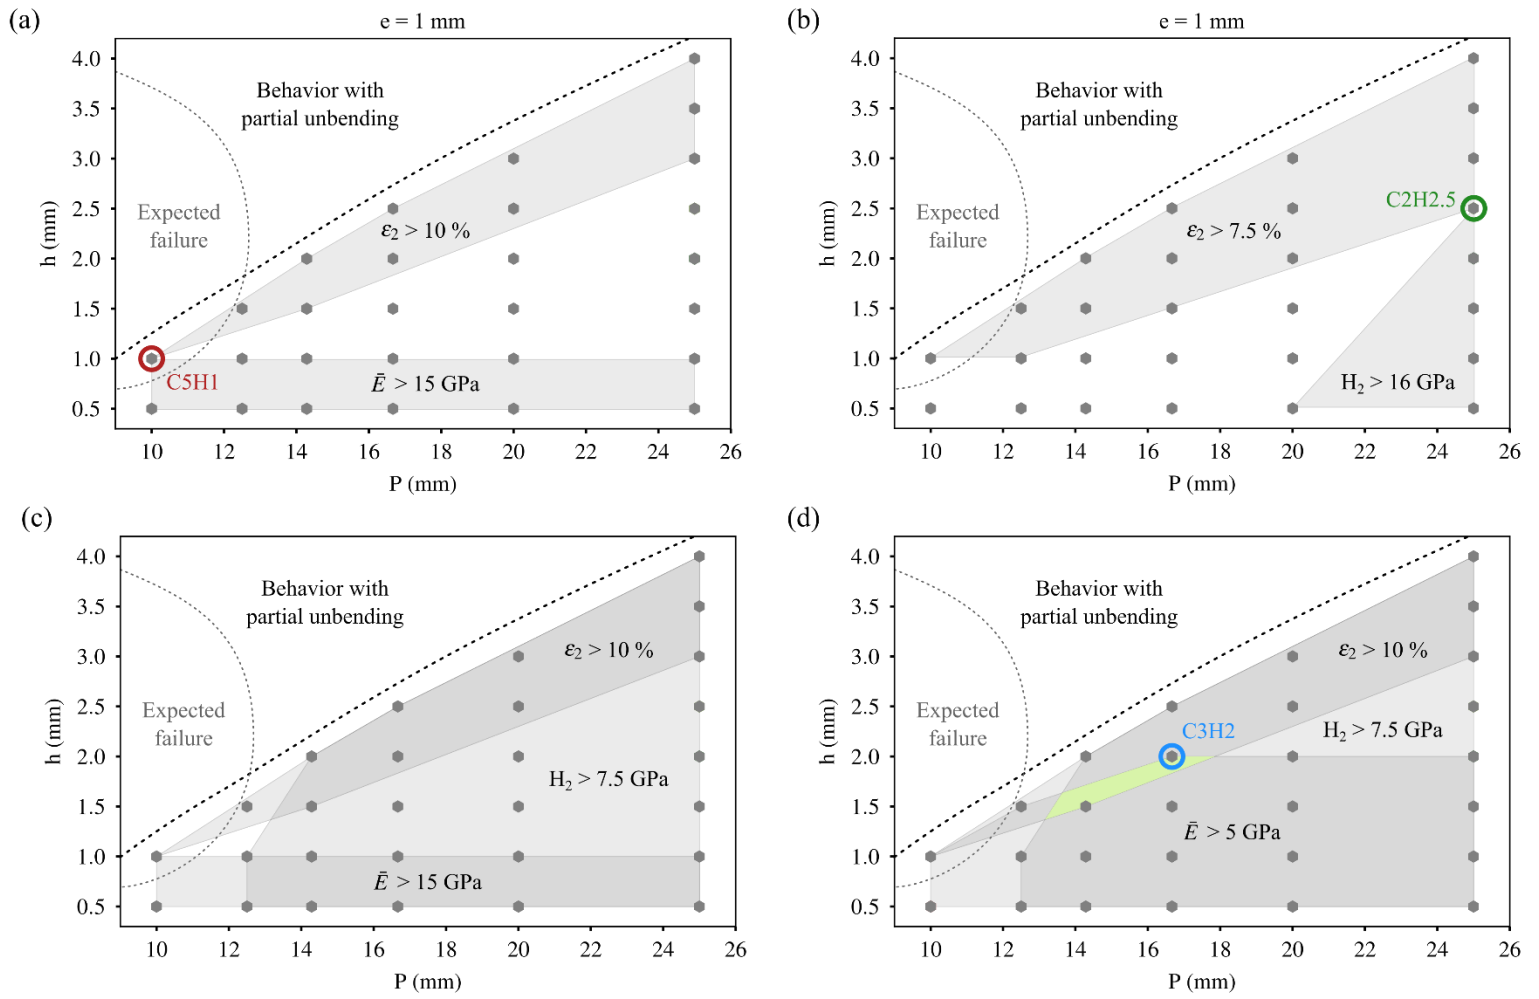 (a)
e = 1 mm
4.0
3.5
3.0
2.5
2.0
1.5
1.0
0.5
h (mm)
Behavior with
partial unbending
Expected
failure
ε₂ > 10 %
C5H1
Ē > 15 GPa
10
12
14
16
18
20
22
24
26
P (mm)
(b)
e = 1 mm
4.0
3.5
3.0
2.5
2.0
1.5
1.0
0.5
h (mm)
Behavior with
partial unbending
Expected
failure
C2H2.5
ε₂ > 7.5 %
H₂ > 16 GPa
10
12
14
16
18
20
22
24
26
P (mm)
(c)
4.0
3.5
3.0
2.5
2.0
1.5
1.0
0.5
h (mm)
Behavior with
partial unbending
Expected
failure
ε₂ > 10 %
H₂ > 7.5 GPa
Ē > 15 GPa
10
12
14
16
18
20
22
24
26
P (mm)
(d)
4.0
3.5
3.0
2.5
2.0
1.5
1.0
0.5
h (mm)
Behavior with
partial unbending
Expected
failure
ε₂ > 10 %
C3H2
H₂ > 7.5 GPa
Ē > 5 GPa
10
12
14
16
18
20
22
24
26
P (mm)